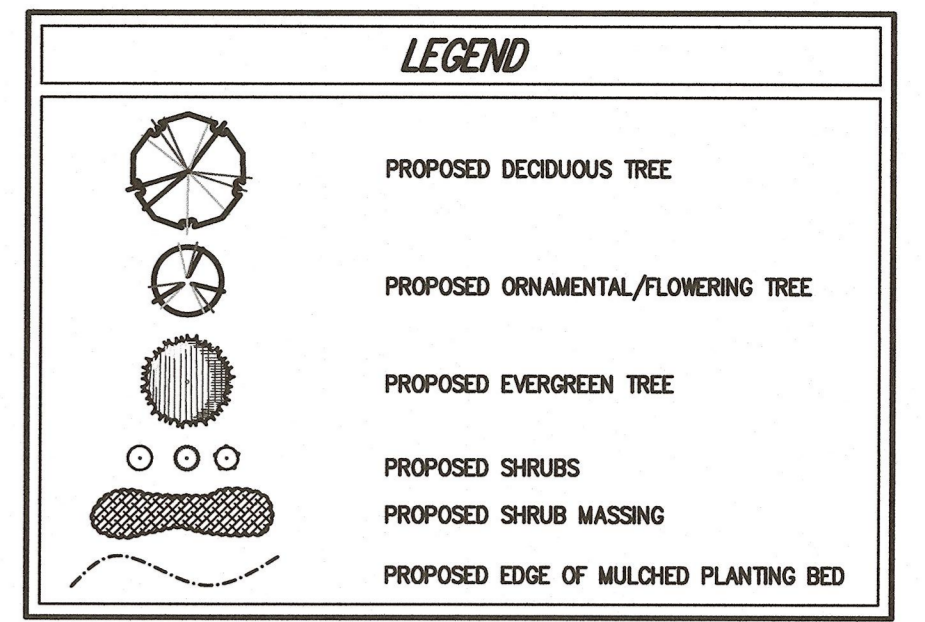 LEGEND
PROPOSED DECIDUOUS TREE
PROPOSED ORNAMENTAL/FLOWERING TREE
PROPOSED EVERGREEN TREE
PROPOSED SHRUBS
PROPOSED SHRUB MASSING
PROPOSED EDGE OF MULCHED PLANTING BED